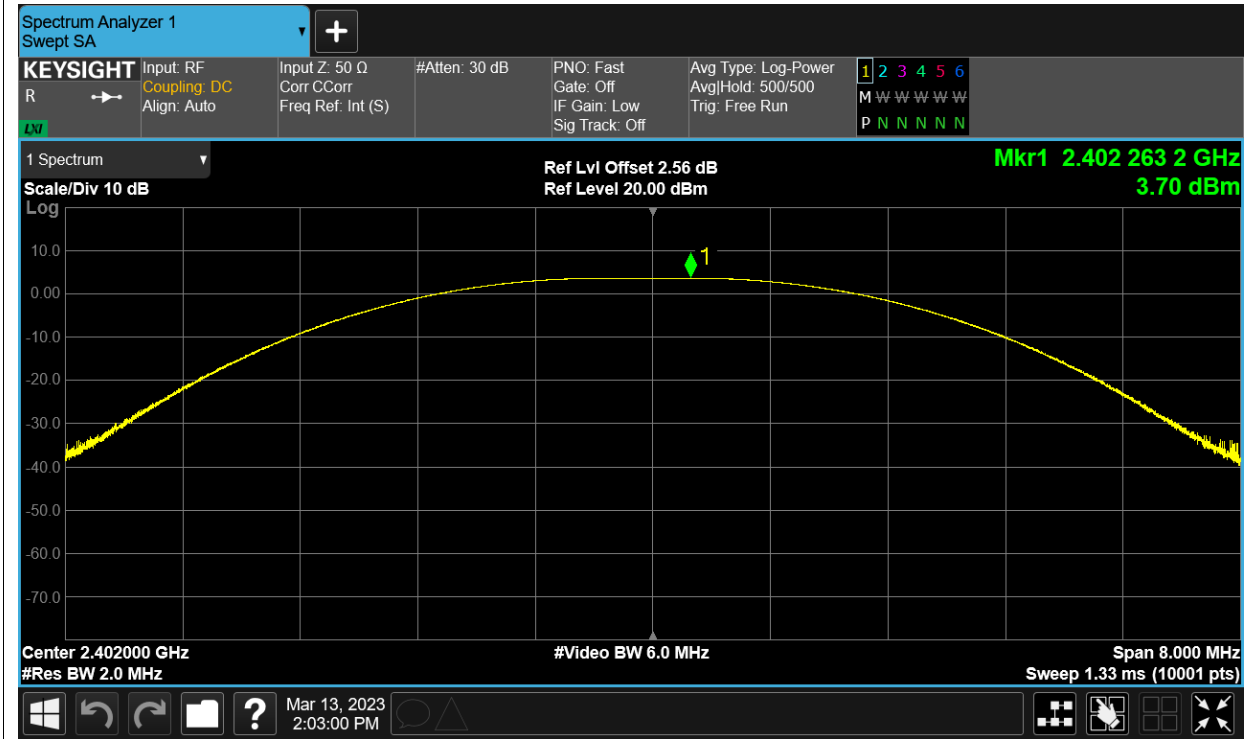 Spectrum Analyzer 1
Swept SA
+
KEYSIGHT Input: RF Input Z: 50 Ω #Atten: 30 dB PNO: Fast Avg Type: Log-Power 1 2 3 4 5 6
R Coupling: DC Corr CCorr Gate: Off Avg|Hold: 500/500 M W W W W W
Align: Auto Freq Ref: Int (S) IF Gain: Low Trig: Free Run
LXI Sig Track: Off P N N N N N
1 Spectrum Ref Lvl Offset 2.56 dB Mkr1 2.402 263 2 GHz
Scale/Div 10 dB Ref Level 20.00 dBm 3.70 dBm
Log
10.0
1
0.00
-10.0
-20.0
-30.0
-40.0
-50.0
-60.0
-70.0
Center 2.402000 GHz #Video BW 6.0 MHz Span 8.000 MHz
#Res BW 2.0 MHz Sweep 1.33 ms (10001 pts)
? Mar 13, 2023
2:03:00 PM